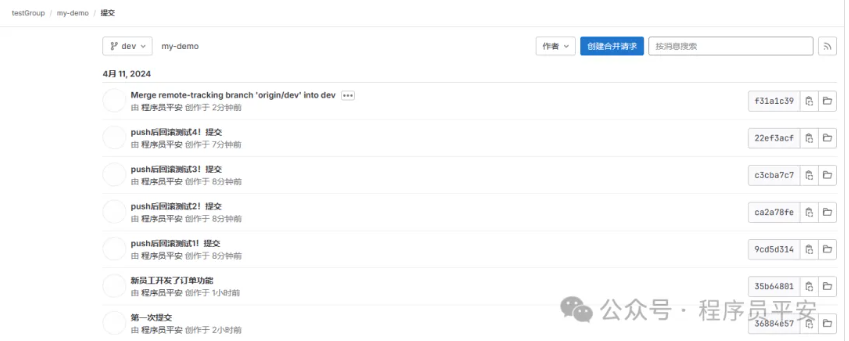 testGroup / my-demo / 提交
dev my-demo 作者 创建合并请求 按消息搜索
4月 11, 2024
Merge remote-tracking branch 'origin/dev' into dev
f31a1c39
由 程序员平安 创作于 2分钟前
push后回滚测试4！提交
22ef3acf
由 程序员平安 创作于 7分钟前
push后回滚测试3！提交
c3cba7c7
由 程序员平安 创作于 8分钟前
push后回滚测试2！提交
ca2a78fe
由 程序员平安 创作于 8分钟前
push后回滚测试1！提交
9cd5d314
由 程序员平安 创作于 8分钟前
新员工开发了订单功能
35b64801
由 程序员平安 创作于 1小时前
公众号 · 程序员平安
第一次提交
36884e57
由 程序员平安 创作于 2小时前